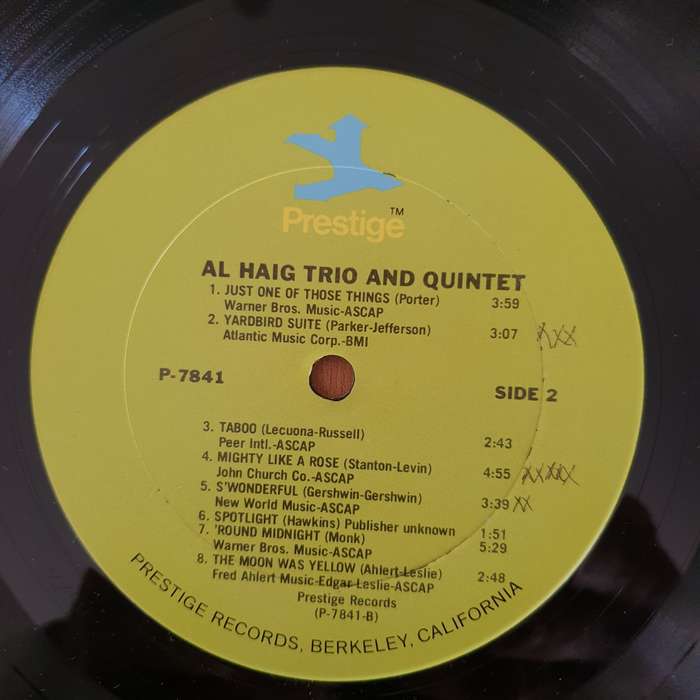 Prestige™
AL HAIG TRIO AND QUINTET
1. JUST ONE OF THOSE THINGS (Porter) 3:59
Warner Bros. Music-ASCAP
2. YARDBIRD SUITE (Parker-Jefferson) 3:07 XXX
Atlantic Music Corp.-BMI
P-7841 SIDE 2
3. TABOO (Lecuona-Russell)
Peer Intl.-ASCAP 2:43
4. MIGHTY LIKE A ROSE (Stanton-Levin)
John Church Co.-ASCAP 4:55 XXXX
5. S'WONDERFUL (Gershwin-Gershwin)
New World Music-ASCAP 3:39 XX
6. SPOTLIGHT (Hawkins) Publisher unknown 1:51
7. 'ROUND MIDNIGHT (Monk)
Warner Bros. Music-ASCAP 5:29
8. THE MOON WAS YELLOW (Ahlert-Leslie)
Fred Ahlert Music-Edgar Leslie-ASCAP 2:48
Prestige Records
(P-7841-B)
PRESTIGE RECORDS, BERKELEY, CALIFORNIA